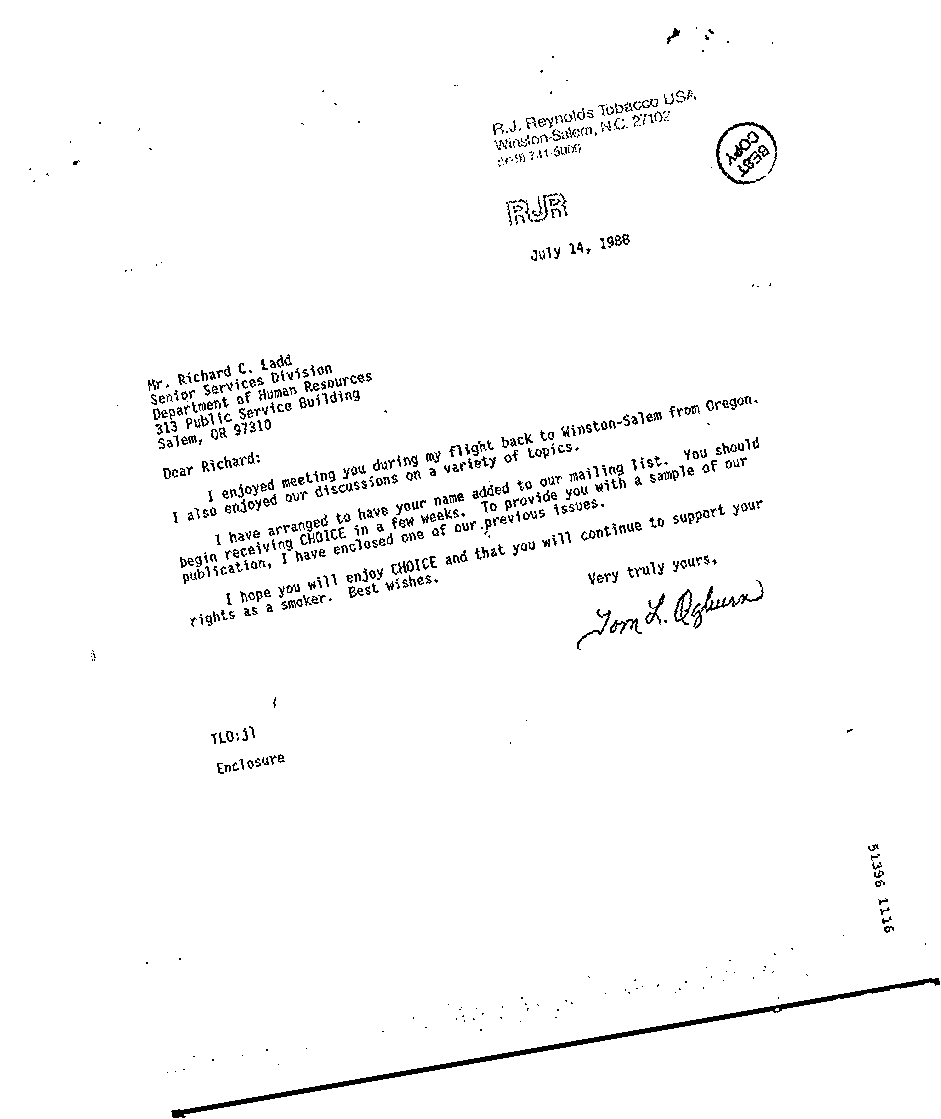 R.J. Reynolds Tobacco USA
Winston-Salem, N.C. 27102
BEST
COPY
RJR
July 14, 1988
Mr. Richard C. Ladd
Senior Services Division
Department of Human Resources
313 Public Service Building
Salem, OR 97310
Dear Richard:
I enjoyed meeting you during my flight back to Winston-Salem from Oregon.
I also enjoyed our discussions on a variety of topics.
I have arranged to have your name added to our mailing list. You should
begin receiving CHOICE in a few weeks. To provide you with a sample of our
publication, I have enclosed one of our previous issues.
I hope you will enjoy CHOICE and that you will continue to support your
rights as a smoker. Best wishes.
Very truly yours,
Tom L. Ogburn
TLO:jl
Enclosure
51396 1116